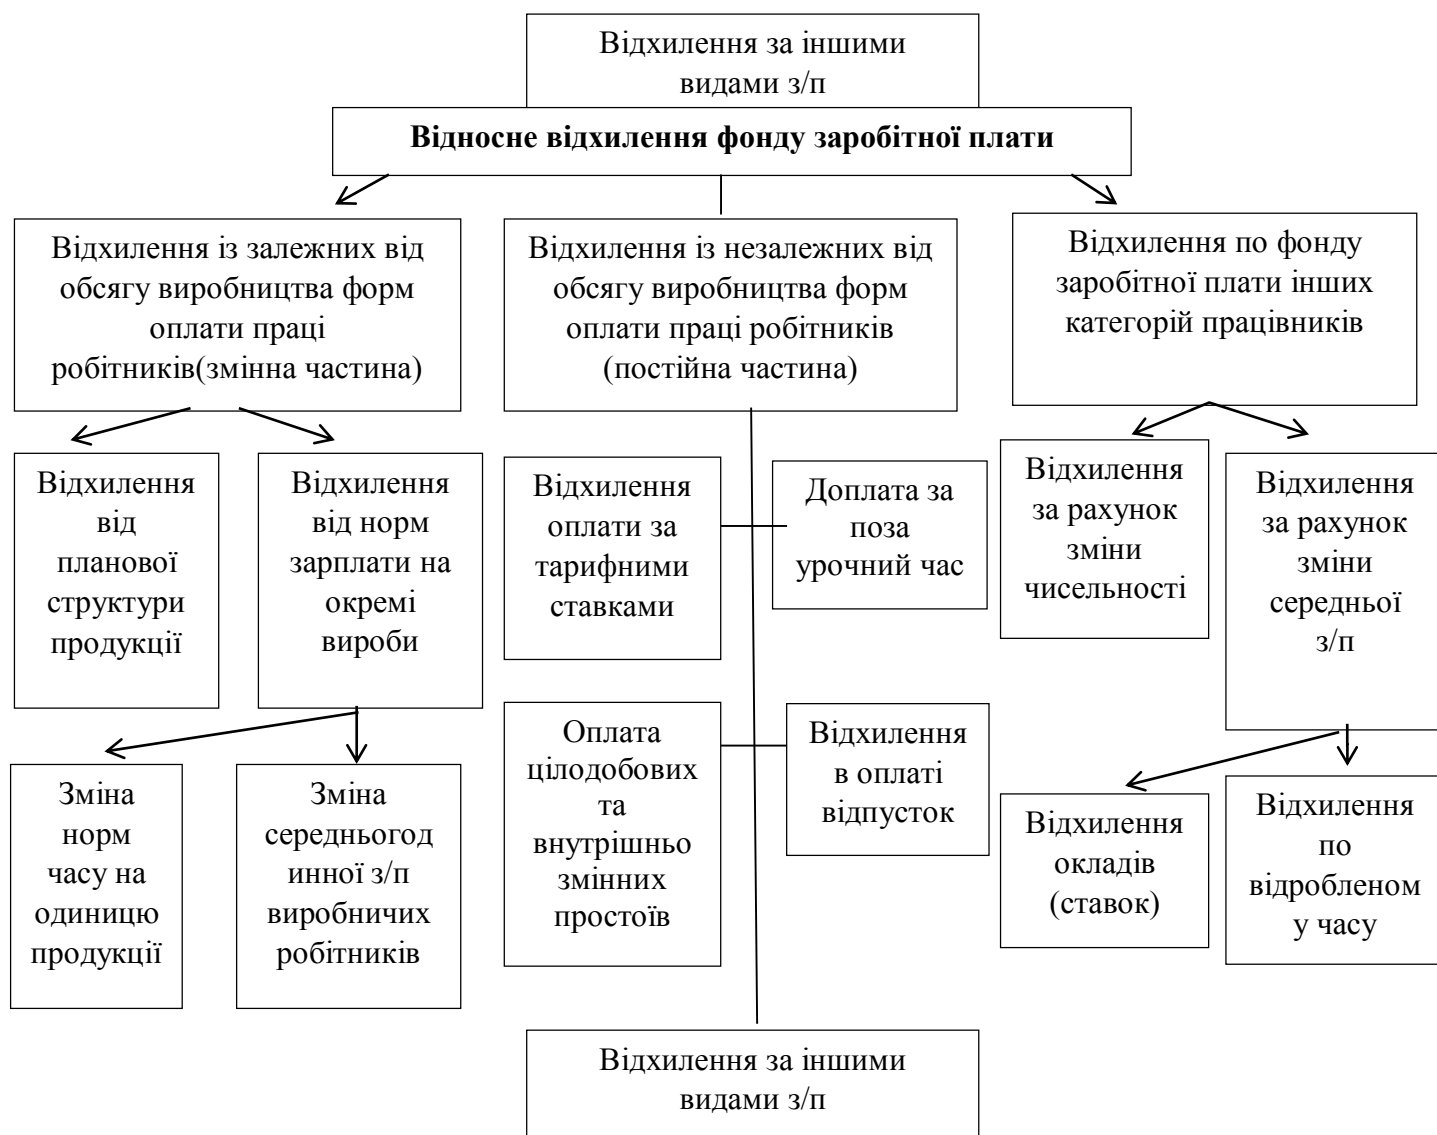 Відхилення за іншими
видами з/п
Відносне відхилення фонду заробітної плати
Відхилення із залежних від
обсягу виробництва форм
оплати праці
робітників(змінна частина)
Відхилення із незалежних від
обсягу виробництва форм
оплати праці робітників
(постійна частина)
Відхилення по фонду
заробітної плати інших
категорій працівників
Відхилення
від
планової
структури
продукції
Відхилення
від норм
зарплати на
окремі
вироби
Відхилення
оплати за
тарифними
ставками
Доплата за
поза
урочний час
Відхилення
за рахунок
зміни
чисельності
Відхилення
за рахунок
зміни
середньої
з/п
Зміна
норм
часу на
одиницю
продукції
Зміна
середньогод
инної з/п
виробничих
робітників
Оплата
цілодобових
та
внутрішньо
змінних
простоїв
Відхилення
в оплаті
відпусток
Відхилення
окладів
(ставок)
Відхилення
по
відробленом
у часу
Відхилення за іншими
видами з/п